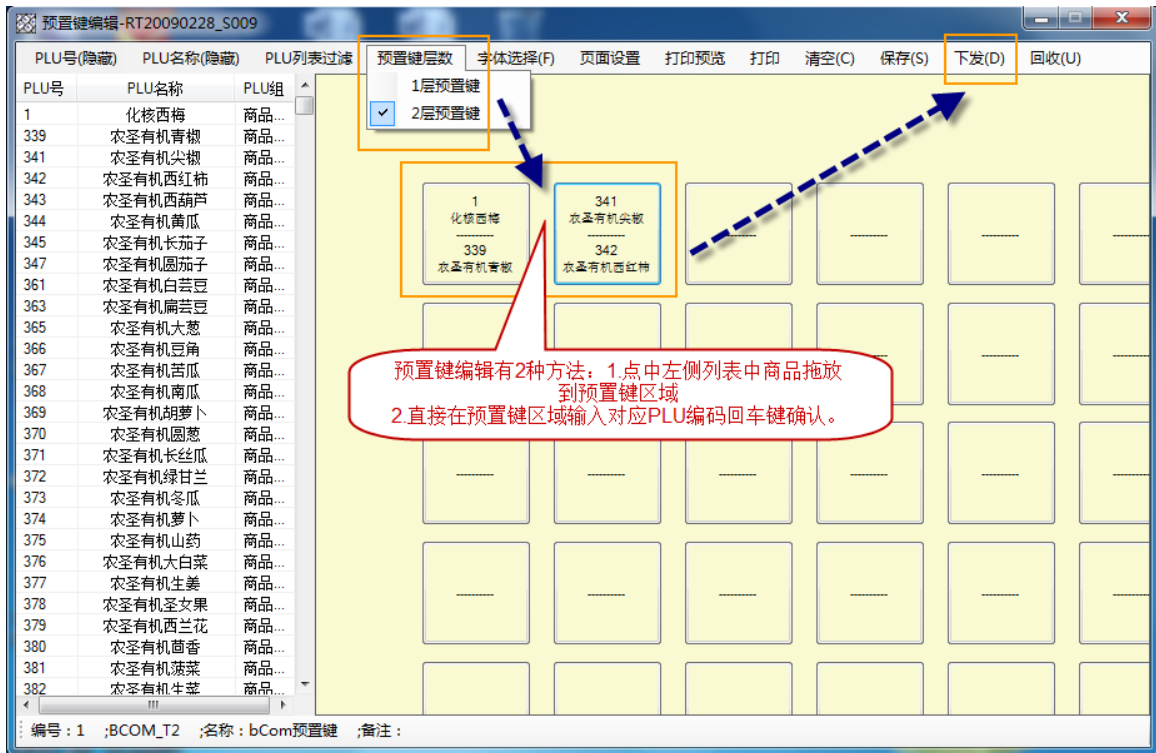 预置键编辑-RT20090228_S009
PLU号(隐藏) PLU名称(隐藏) PLU列表过滤 预置键层数 字体选择(F) 页面设置 打印预览 打印 清空(C) 保存(S) 下发(D) 回收(U)
1层预置键
2层预置键
PLU号 PLU名称 PLU组
1 化核西梅 商品...
339 农圣有机青椒 商品...
341 农圣有机尖椒 商品...
342 农圣有机西红柿 商品...
343 农圣有机西葫芦 商品...
344 农圣有机黄瓜 商品...
345 农圣有机长茄子 商品...
347 农圣有机圆茄子 商品...
361 农圣有机白芸豆 商品...
363 农圣有机扁芸豆 商品...
365 农圣有机大葱 商品...
366 农圣有机豆角 商品...
367 农圣有机苦瓜 商品...
368 农圣有机南瓜 商品...
369 农圣有机胡萝卜 商品...
370 农圣有机圆葱 商品...
371 农圣有机长丝瓜 商品...
372 农圣有机绿甘兰 商品...
373 农圣有机冬瓜 商品...
374 农圣有机萝卜 商品...
375 农圣有机山药 商品...
376 农圣有机大白菜 商品...
377 农圣有机生姜 商品...
378 农圣有机圣女果 商品...
379 农圣有机西兰花 商品...
380 农圣有机茴香 商品...
381 农圣有机菠菜 商品...
382 农圣有机生菜 商品...
1
化核西梅
----------
339
农圣有机青椒
341
农圣有机尖椒
----------
342
农圣有机西红柿
预置键编辑有2种方法：1.点中左侧列表中商品拖放
到预置键区域
2.直接在预置键区域输入对应PLU编码回车键确认。
编号：1 ;BCOM_T2 ;名称：bCom预置键 ;备注：